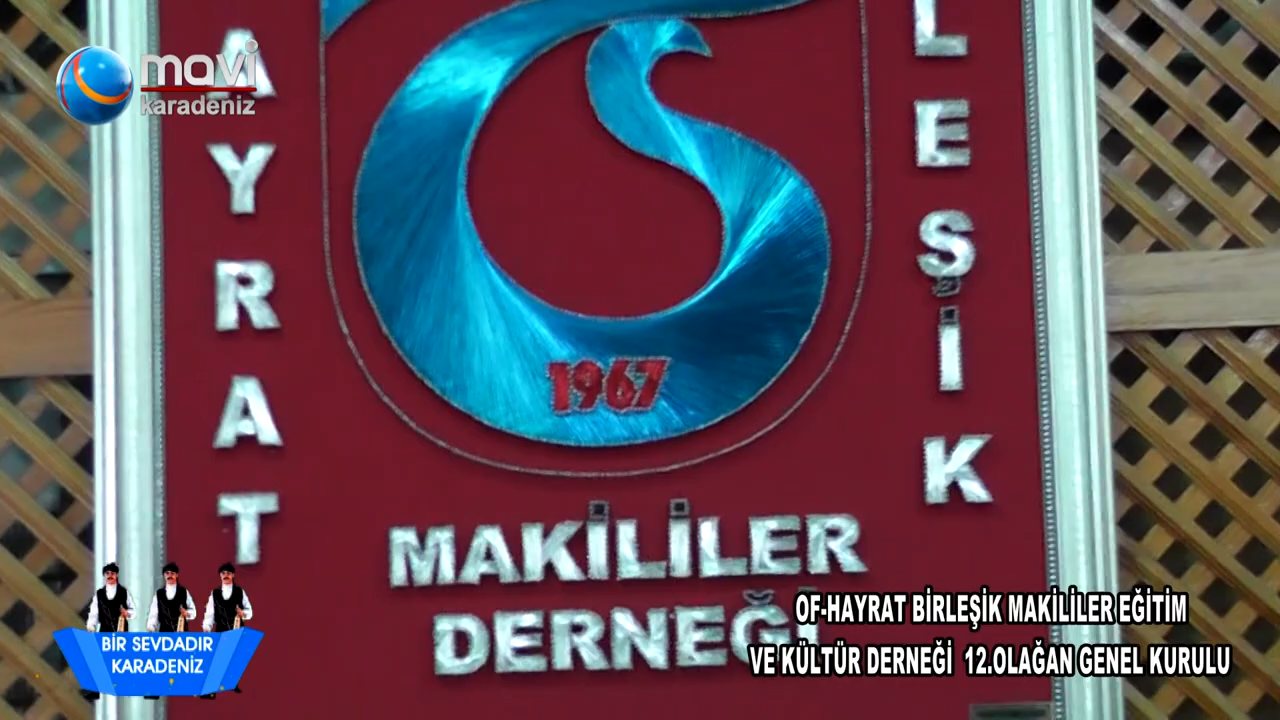 mavi
karadeniz
AYRAT
LEŞİK
1967
MAKİLİLER
DERNEĞİ
BİR SEVDADIR
KARADENİZ
OF-HAYRAT BİRLEŞİK MAKİLİLER EĞİTİM
VE KÜLTÜR DERNEĞİ 12.OLAĞAN GENEL KURULU